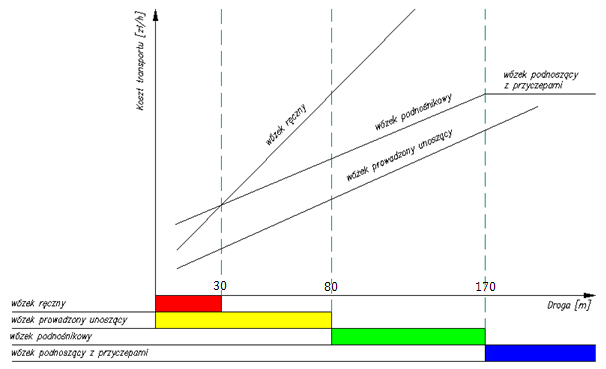 Koszt transportu [zł/h]
wózek ręczny
wózek podnośnikowy
wózek prowadzony unoszący
wózek podnoszący
z przyczepami
30
80
170
Droga [m]
wózek ręczny
wózek prowadzony unoszący
wózek podnośnikowy
wózek podnoszący z przyczepami